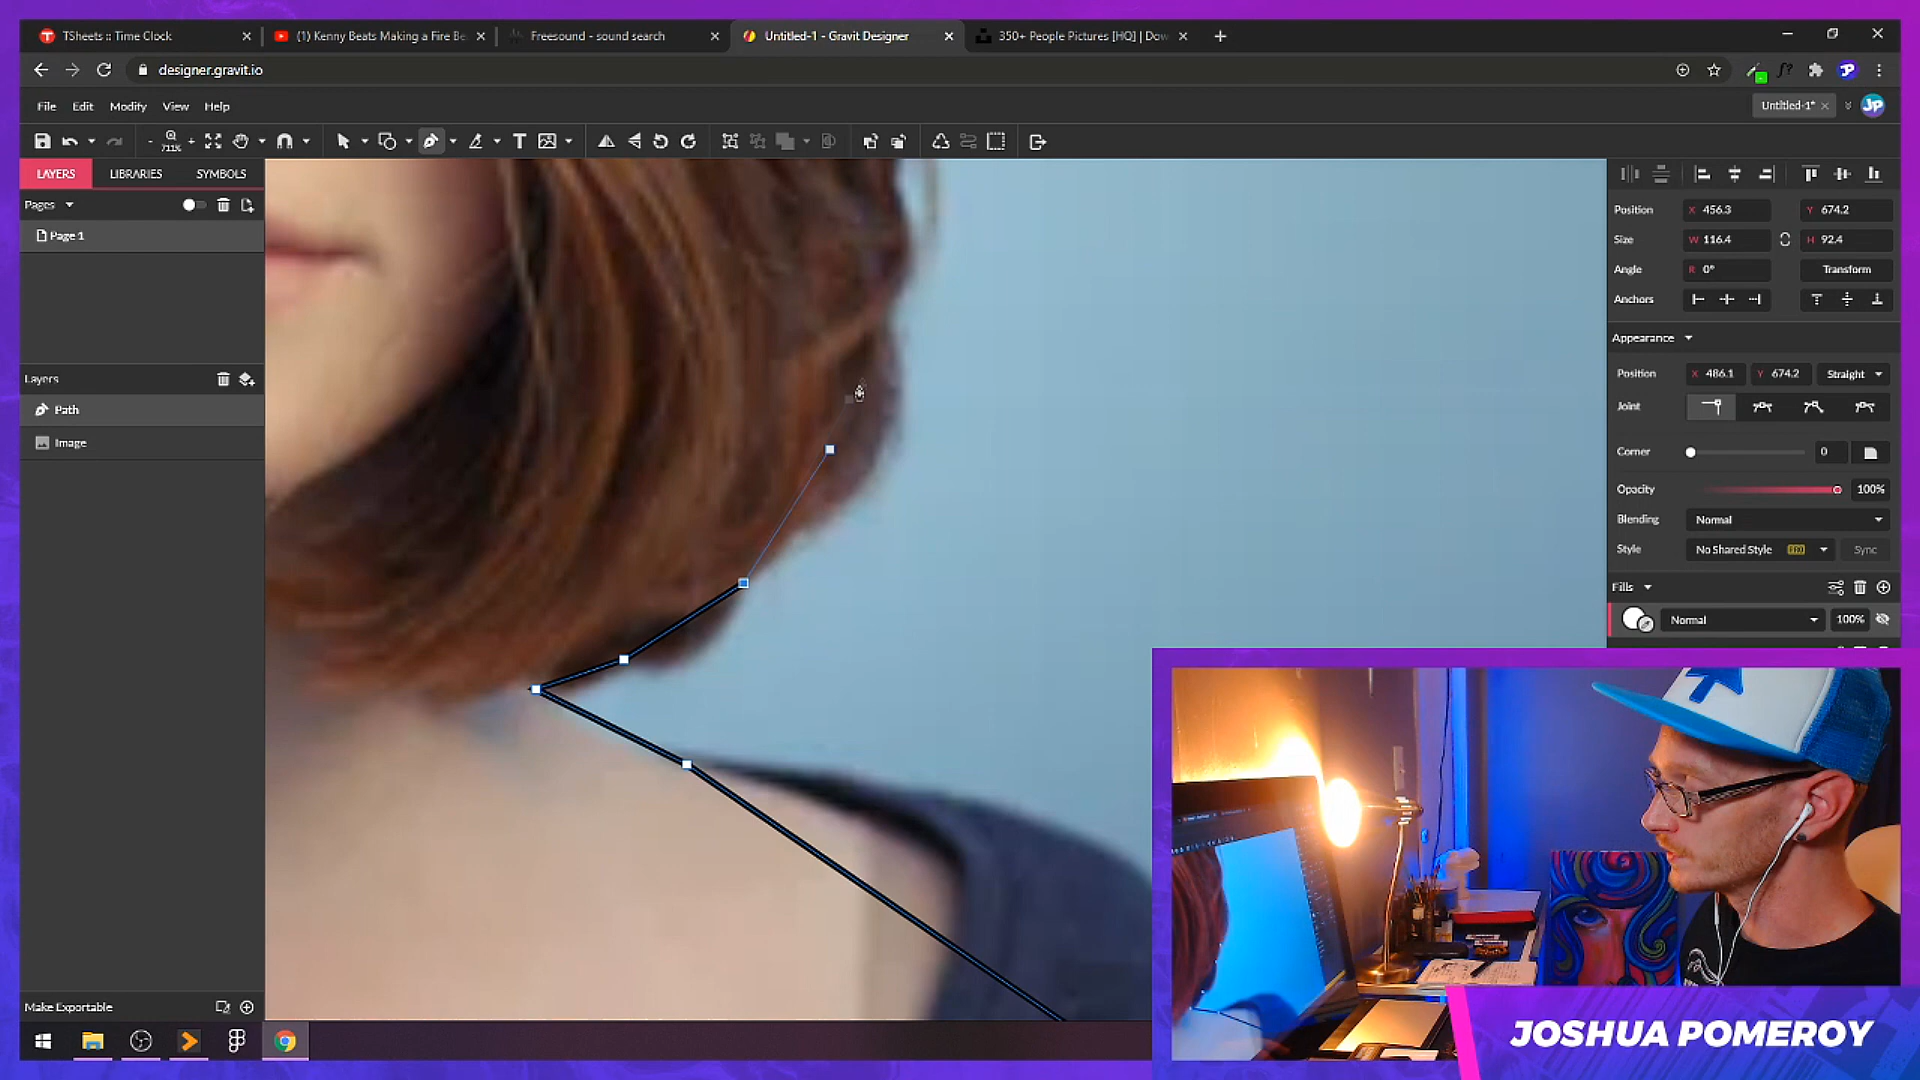 TSheets :: Time Clock
(1) Kenny Beats Making a Fire Be
Freesound - sound search
Untitled-1 - Gravit Designer
350+ People Pictures [HQ] | Dow
designer.gravit.io
File Edit Modify View Help
Untitled-1*
JP
711%
LAYERS LIBRARIES SYMBOLS
Pages
Page 1
Layers
Path
Image
Make Exportable
Position X 456.3 Y 674.2
Size W 116.4 H 92.4
Angle R 0° Transform
Anchors
Appearance
Position X 486.1 Y 674.2 Straight
Joint
Corner 0
Opacity 100%
Blending Normal
Style No Shared Style PRO Sync
Fills
Normal 100%
JOSHUA POMEROY